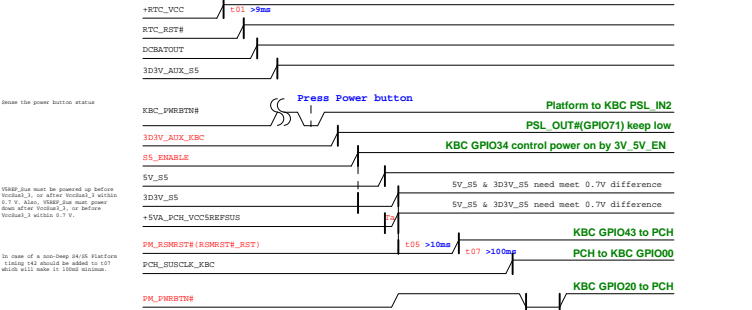 +RTC_VCC
t01 >9ms
RTC_RST#
DCBATOUT
3D3V_AUX_S5
Sense the power button status
Press Power button
KBC_PWRBTN#
Platform to KBC PSL_IN2
PSL_OUT#(GPIO71) keep low
3D3V_AUX_KBC
KBC GPIO34 control power on by 3V_5V_EN
S5_ENABLE
5V_S5
5V_S5 & 3D3V_S5 need meet 0.7V difference
V5REF_Sus must be powered up before
VccSus3_3, or after VccSus3_3 within
0.7 V. Also, V5REF_Sus must power
down after VccSus3_3, or before
VccSus3_3 within 0.7 V.
3D3V_S5
5V_S5 & 3D3V_S5 need meet 0.7V difference
+5VA_PCH_VCC5REFSUS
Ta
KBC GPIO43 to PCH
PM_RSMRST#(RSMRST#_RST)
t05 >10ms
t07 >100ms
PCH to KBC GPIO00
In case of a non-Deep S4/S5 Platform
timing t42 should be added to t07
which will make it 100mS minimum.
PCH_SUSCLK_KBC
KBC GPIO20 to PCH
PM_PWRBTN#